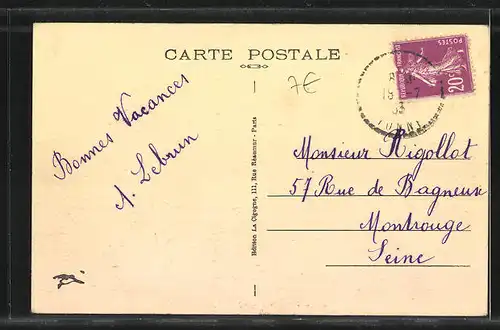 CARTE POSTALE
7€
POSTES
20c
Bonnes Vacances
A. Lebrun
Edition La Cigogne, 111, Rue Réaumur - Paris
Monsieur Rigollot
57 Rue de Bagneux
Montrouge
Seine